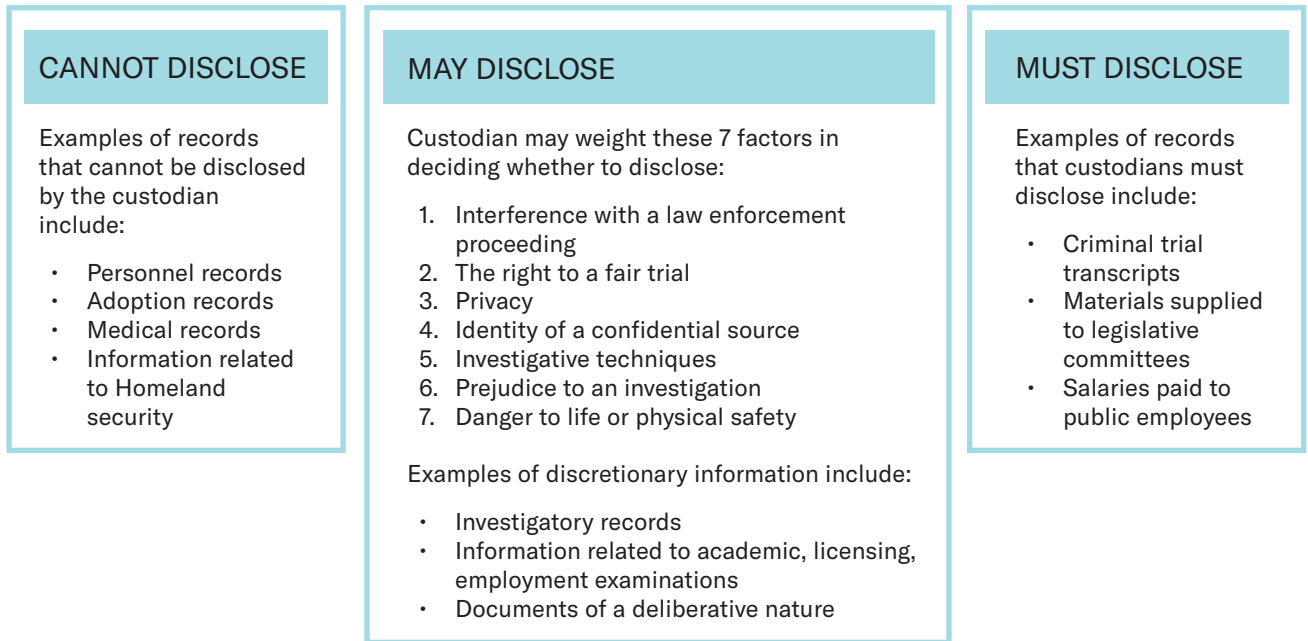 CANNOT DISCLOSE
Examples of records
that cannot be disclosed
by the custodian
include:
• Personnel records
• Adoption records
• Medical records
• Information related
to Homeland
security
MAY DISCLOSE
Custodian may weight these 7 factors in
deciding whether to disclose:
1. Interference with a law enforcement
proceeding
2. The right to a fair trial
3. Privacy
4. Identity of a confidential source
5. Investigative techniques
6. Prejudice to an investigation
7. Danger to life or physical safety
Examples of discretionary information include:
• Investigatory records
• Information related to academic, licensing,
employment examinations
• Documents of a deliberative nature
MUST DISCLOSE
Examples of records
that custodians must
disclose include:
• Criminal trial
transcripts
• Materials supplied
to legislative
committees
• Salaries paid to
public employees